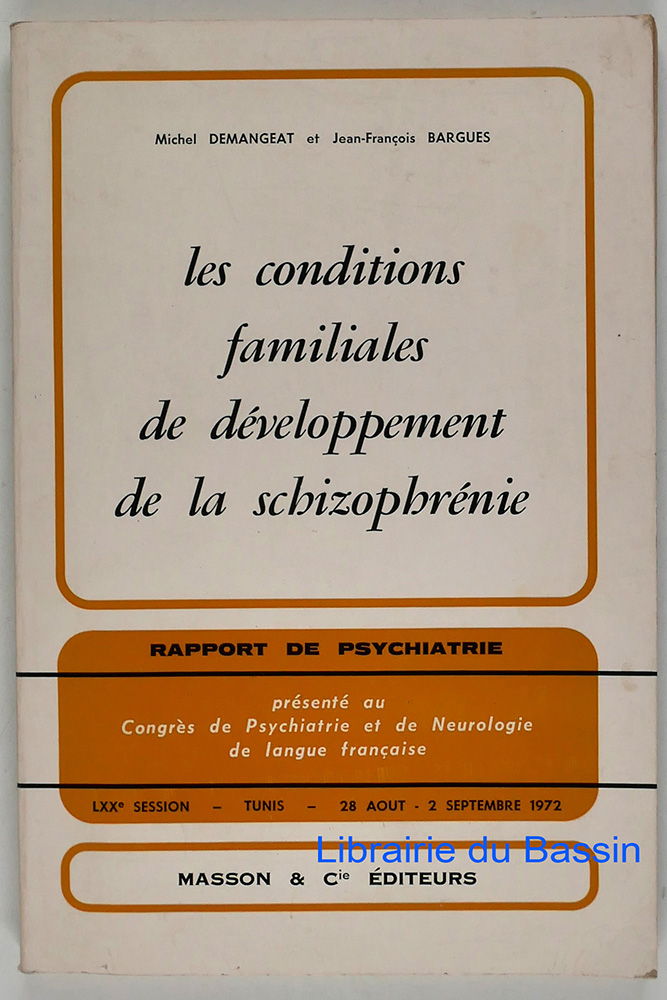 Michel DEMANGEAT et Jean-François BARGUES
les conditions
familiales
de développement
de la schizophrénie
RAPPORT DE PSYCHIATRIE
présenté au
Congrès de Psychiatrie et de Neurologie
de langue française
LXXe SESSION – TUNIS – 28 AOUT - 2 SEPTEMBRE 1972
Librairie du Bassin
MASSON & Cie ÉDITEURS